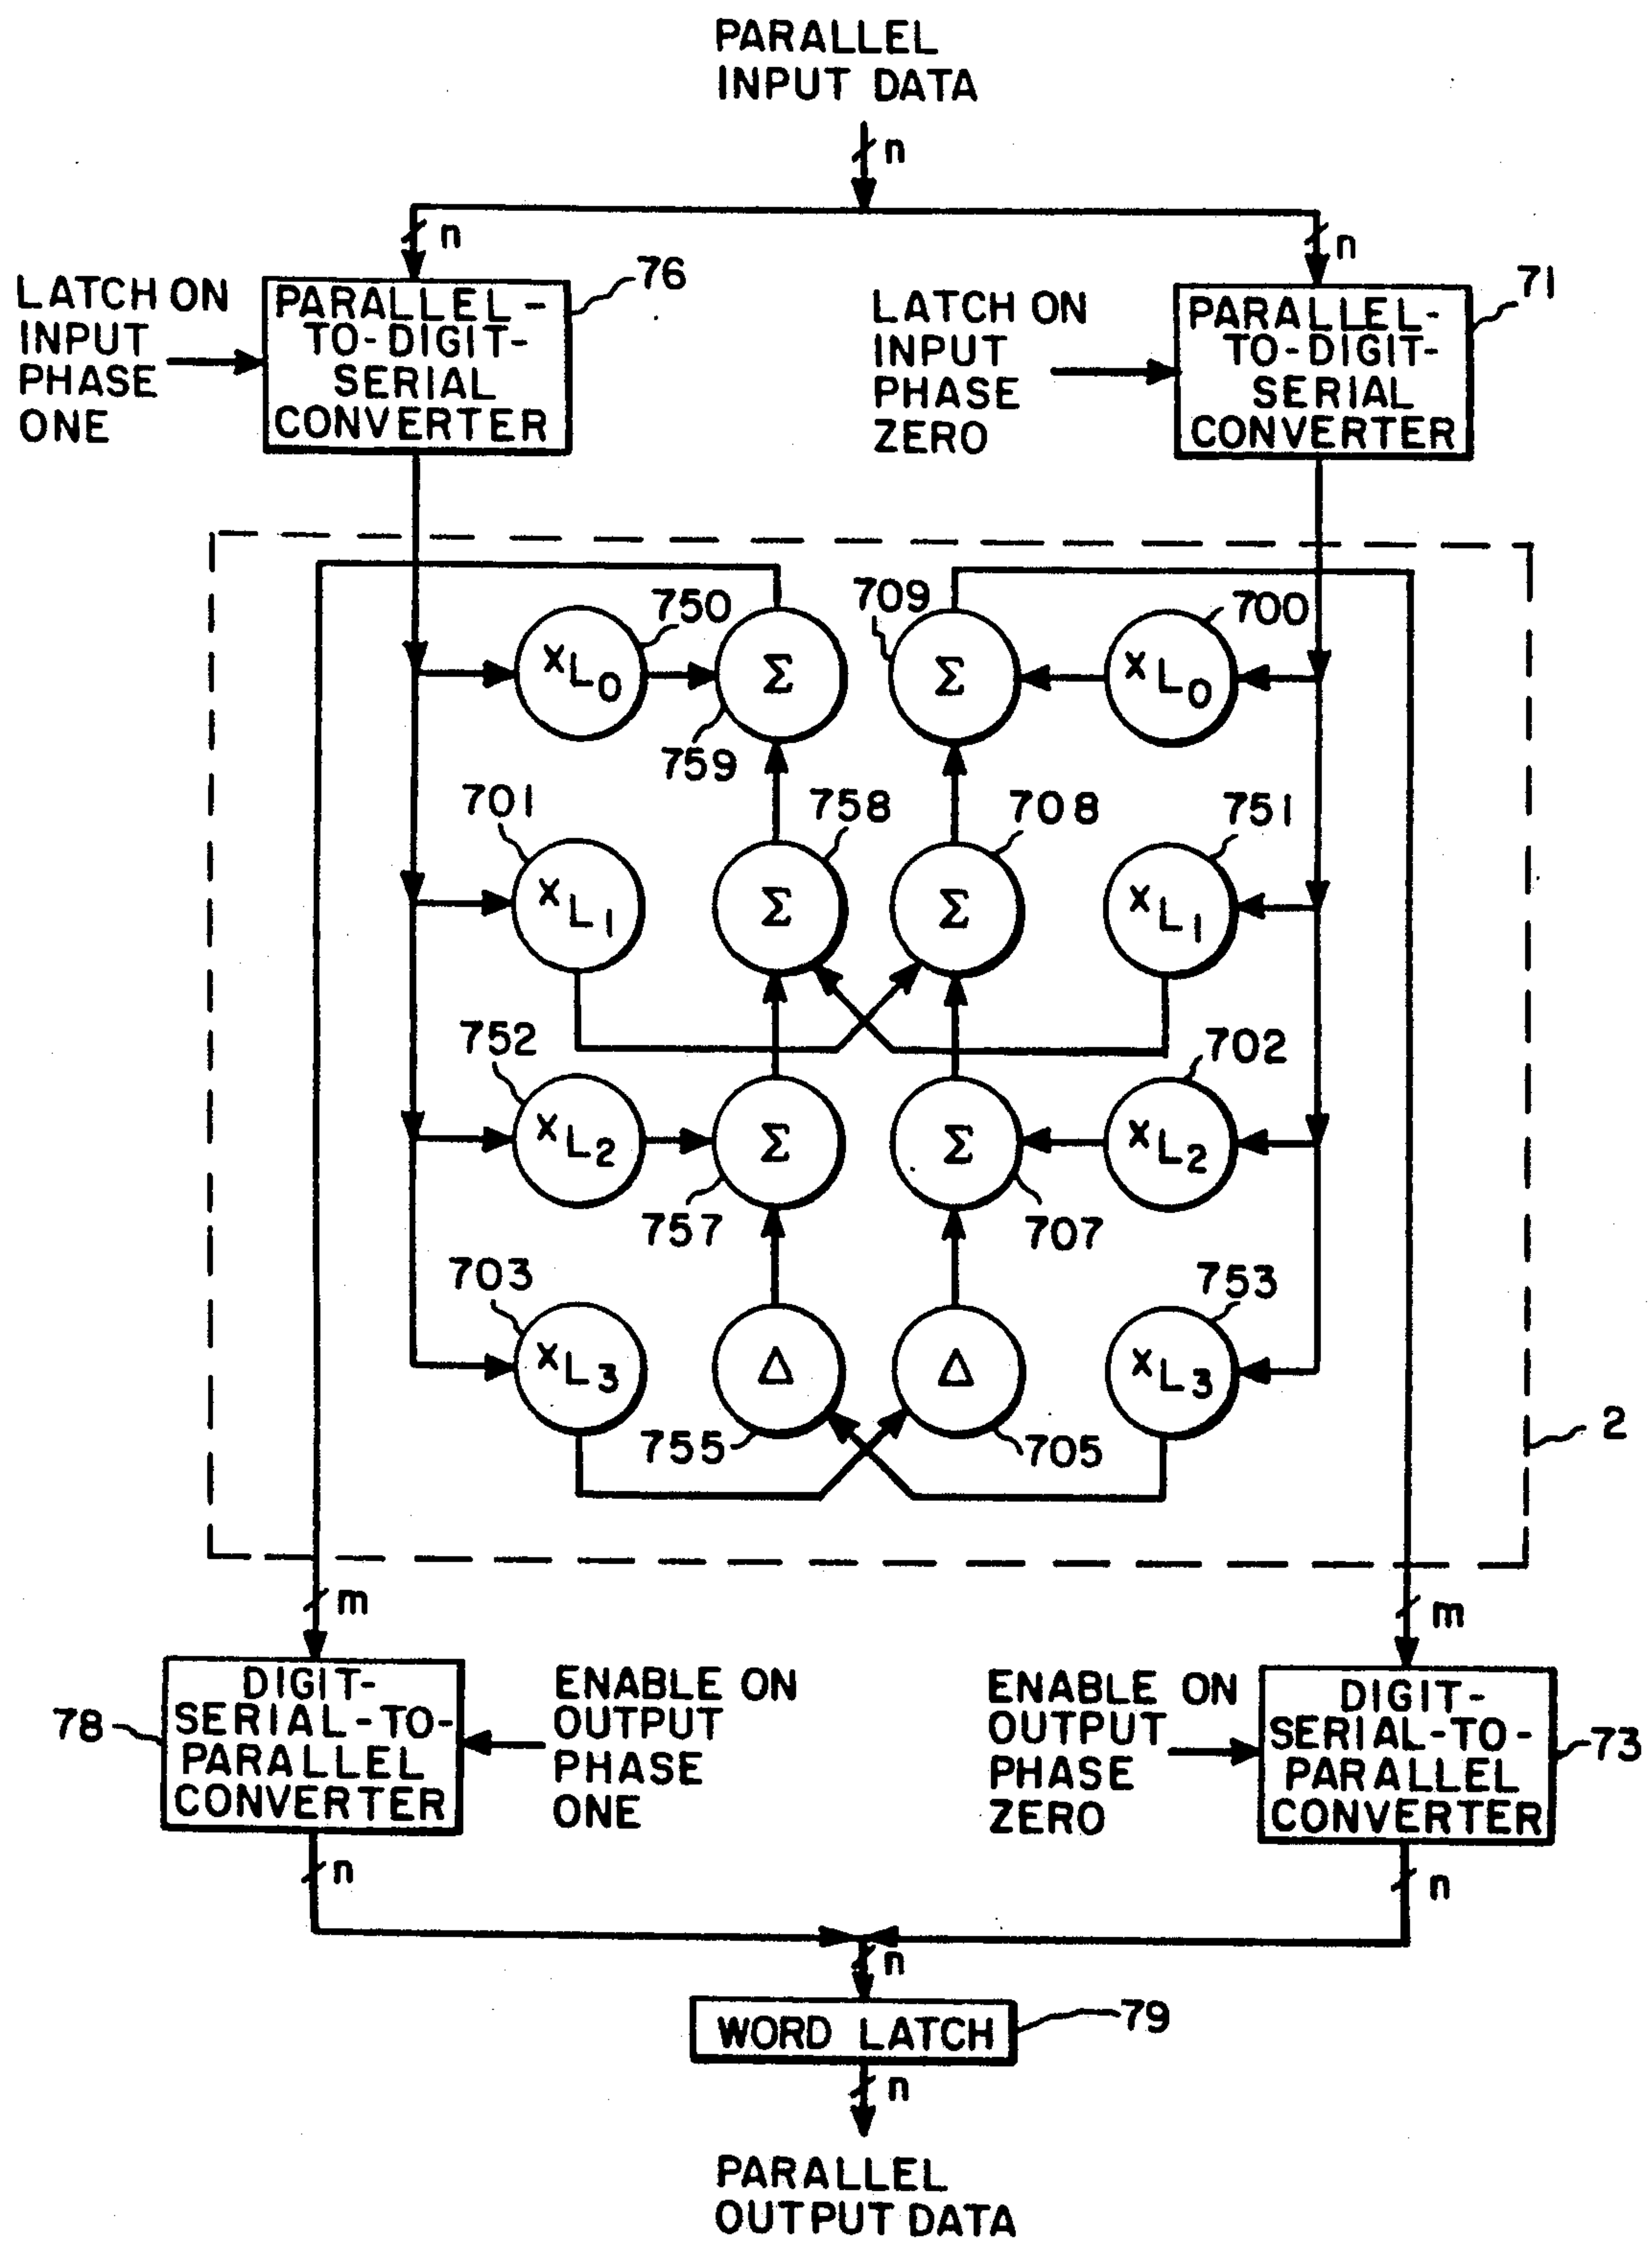 PARALLEL
INPUT DATA
n
n
n
LATCH ON
INPUT
PHASE
ONE
PARALLEL-
TO-DIGIT-
SERIAL
CONVERTER
76
LATCH ON
INPUT
PHASE
ZERO
PARALLEL-
TO-DIGIT-
SERIAL
CONVERTER
71
750
709
700
xL0
Σ
Σ
xL0
759
701
758
708
751
xL1
Σ
Σ
xL1
752
702
xL2
Σ
Σ
xL2
757
707
703
753
xL3
Δ
Δ
xL3
755
705
2
m
m
78
DIGIT-
SERIAL-TO-
PARALLEL
CONVERTER
ENABLE ON
OUTPUT
PHASE
ONE
ENABLE ON
OUTPUT
PHASE
ZERO
DIGIT-
SERIAL-TO-
PARALLEL
CONVERTER
73
n
n
n
WORD LATCH
79
n
PARALLEL
OUTPUT DATA